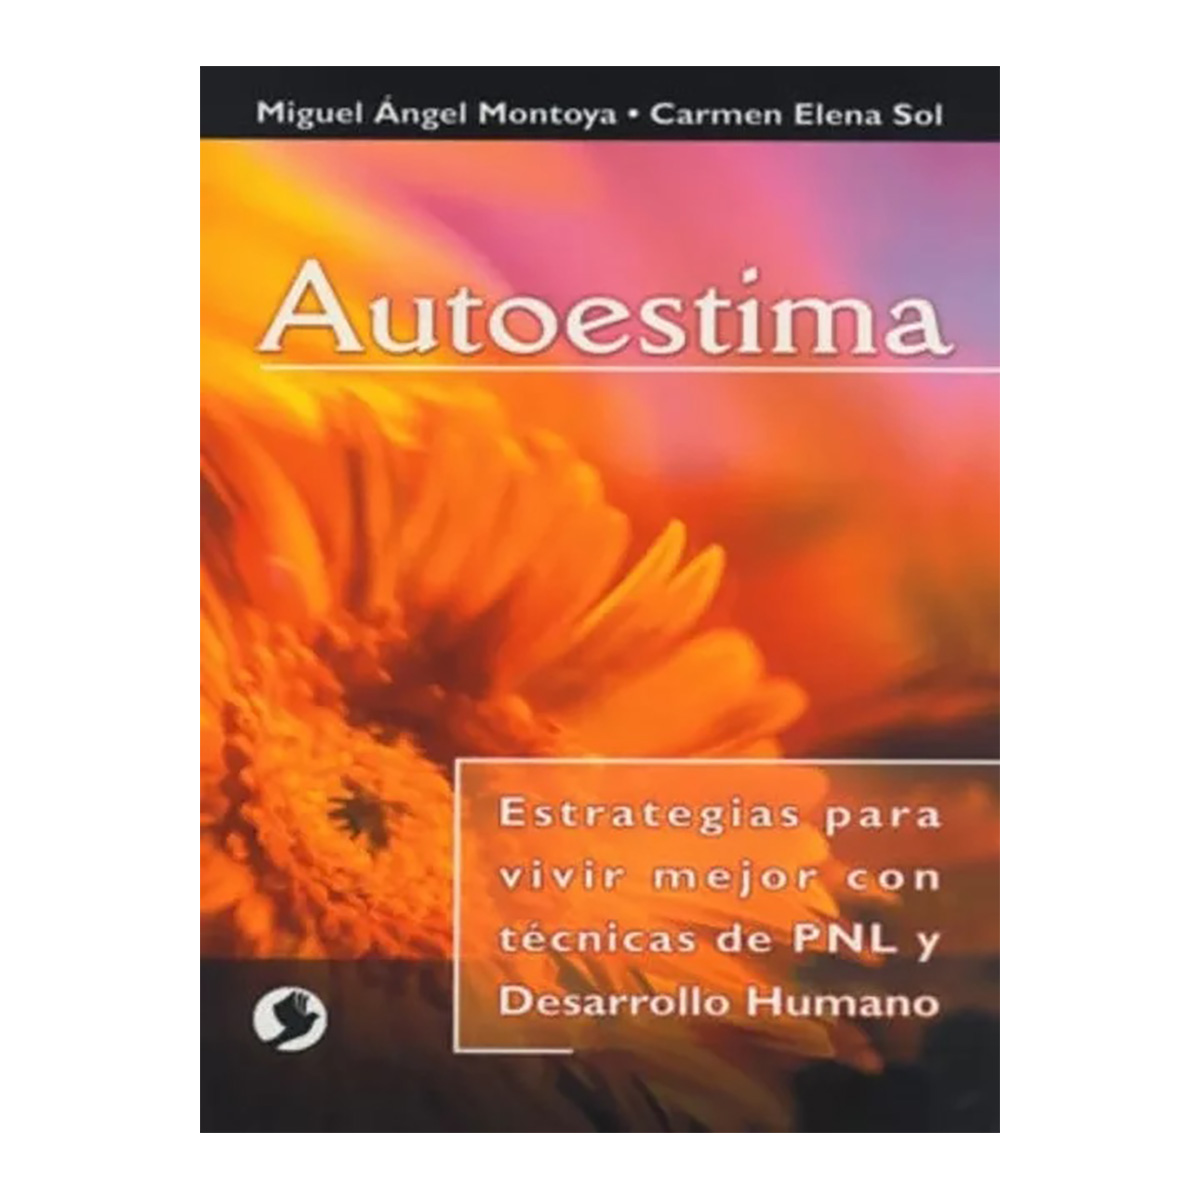 Miguel Ángel Montoya • Carmen Elena Sol
Autoestima
Estrategias para
vivir mejor con
técnicas de PNL y
Desarrollo Humano